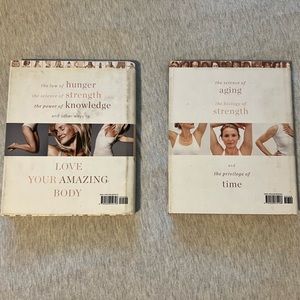 the law of hunger
the science of strength
the power of knowledge
and other ways to
LOVE
YOUR AMAZING
BODY
the science of
aging
the biology of
strength
and
the privilege of
time